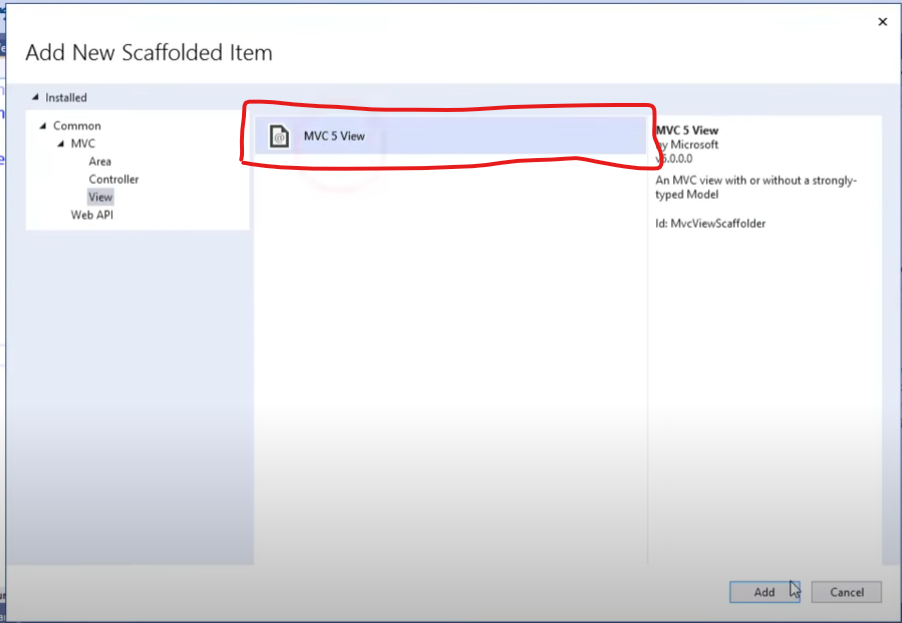 Add New Scaffolded Item
Installed
Common
MVC
Area
Controller
View
Web API
MVC 5 View
MVC 5 View
by Microsoft
v5.0.0.0
An MVC view with or without a strongly-
typed Model
Id: MvcViewScaffolder
Add
Cancel